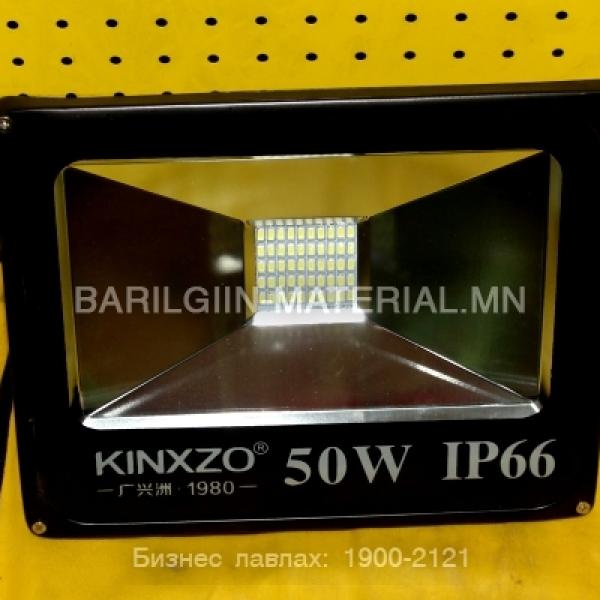 BARILGIIN-MATERIAL.MN
KINXZO® 50W IP66
—广兴洲·1980—
Бизнес лавлах: 1900-2121